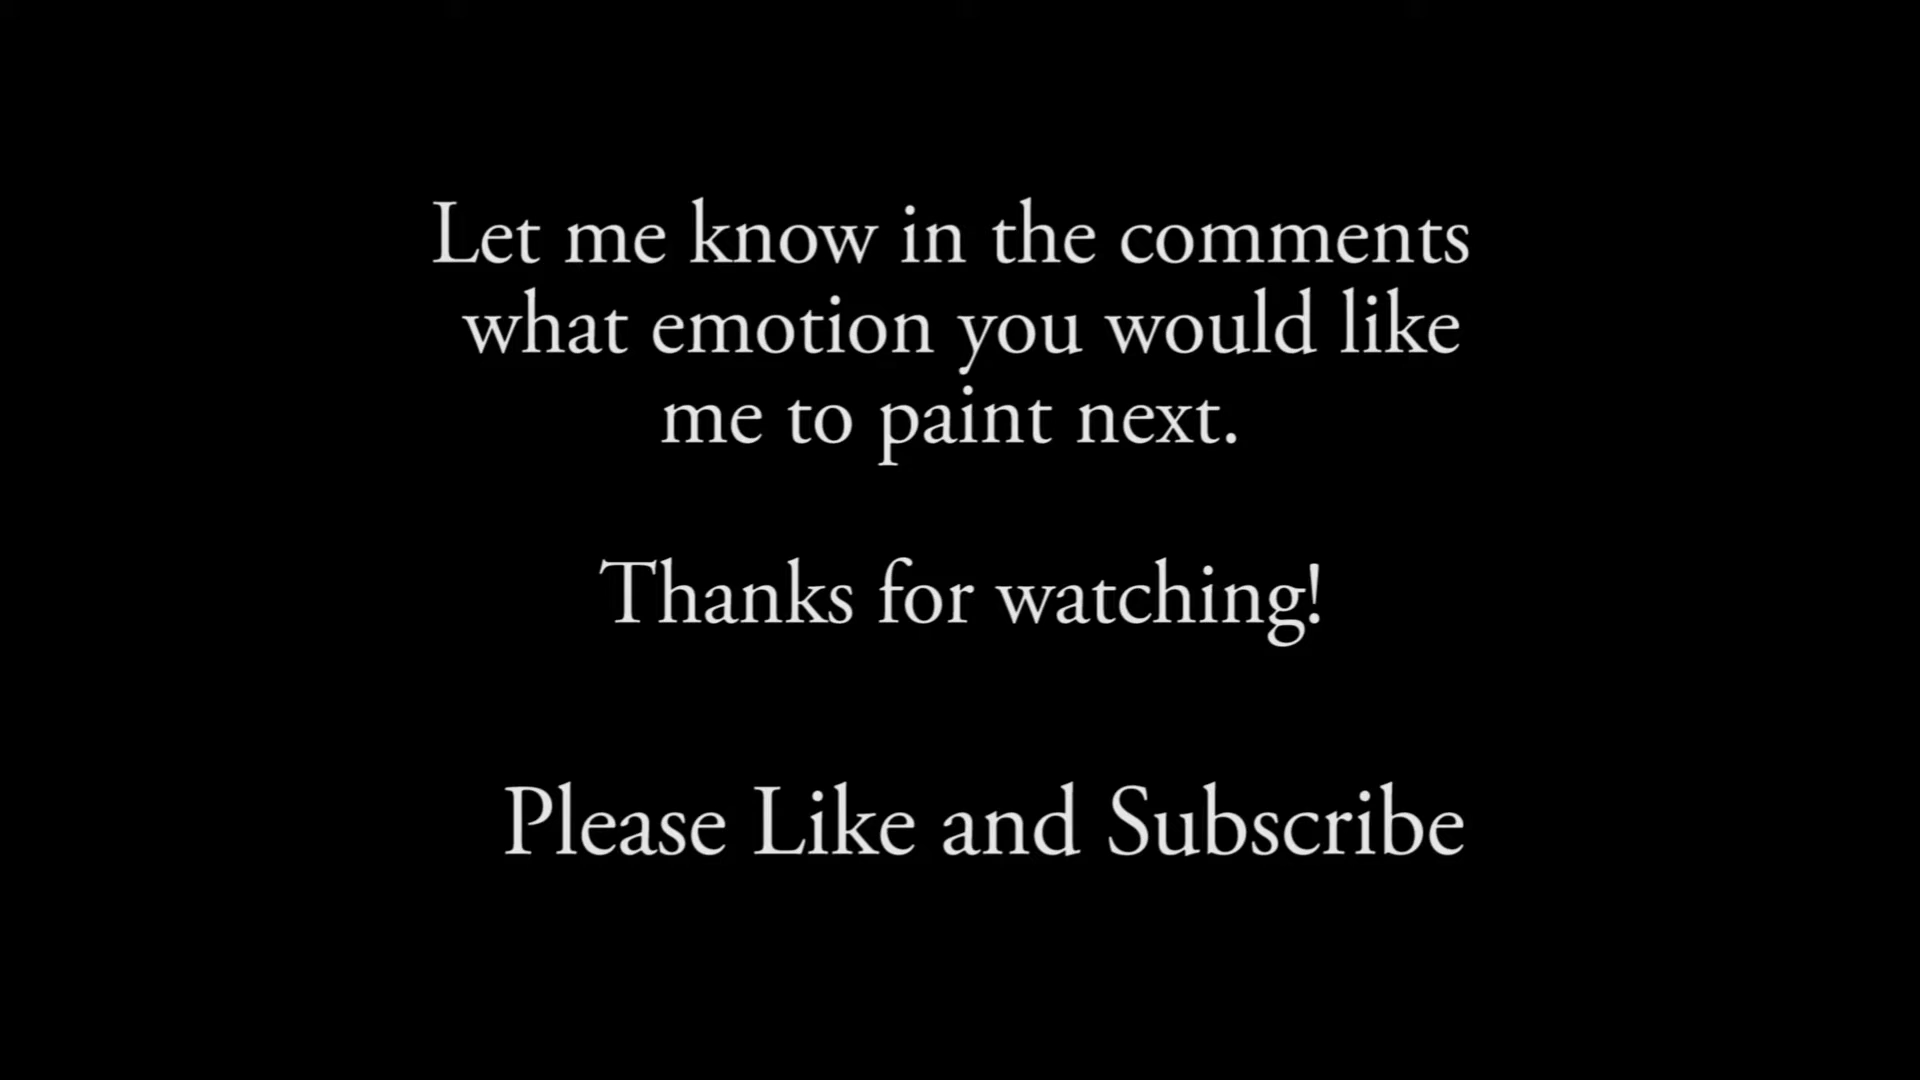 Let me know in the comments
what emotion you would like
me to paint next.
Thanks for watching!
Please Like and Subscribe